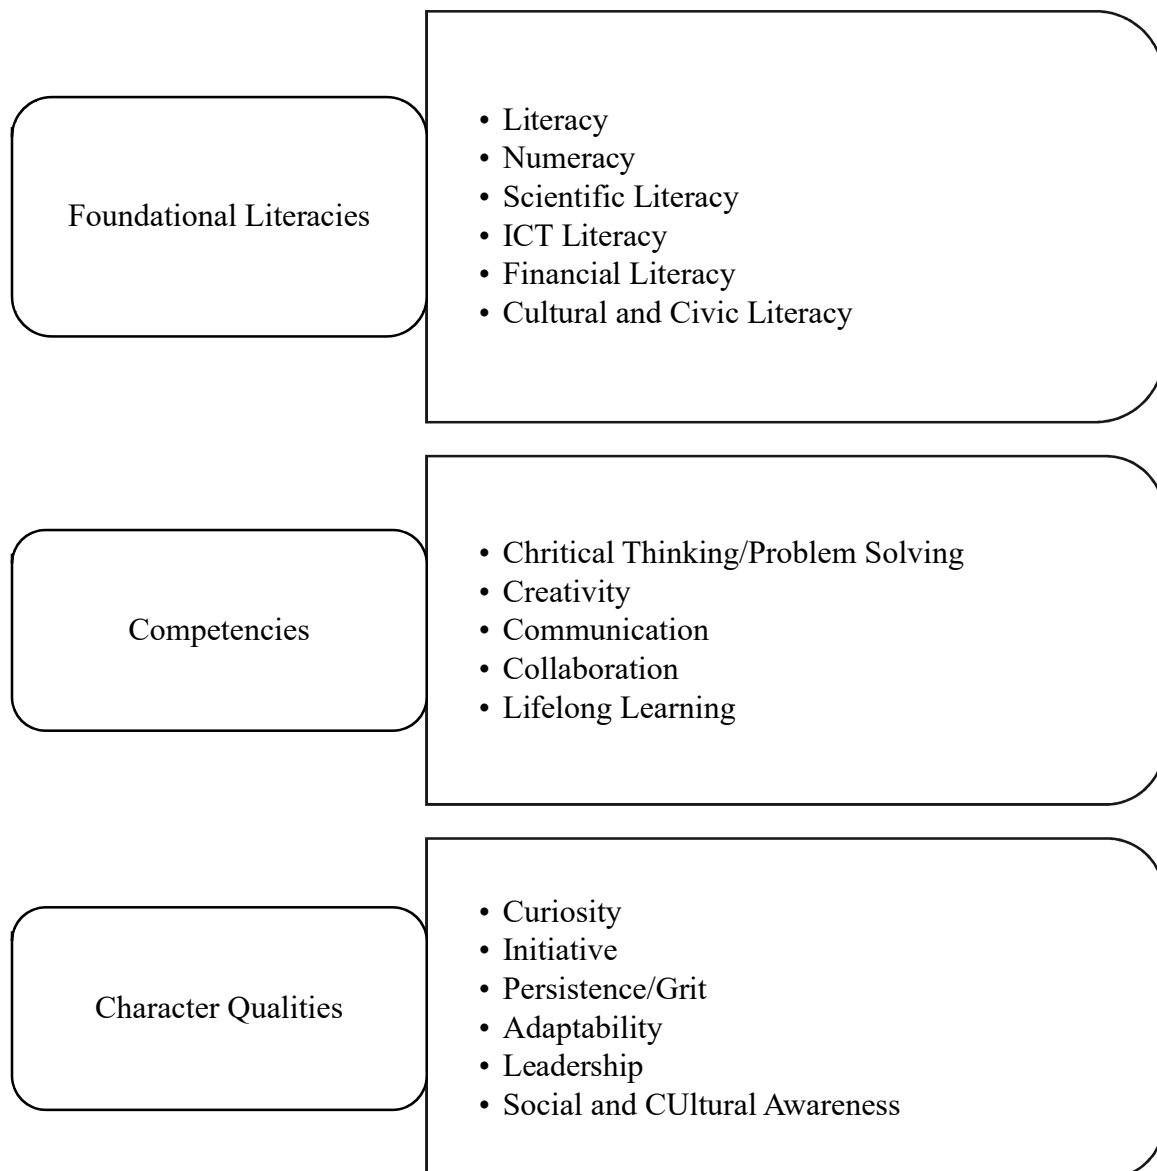 Foundational Literacies
• Literacy
• Numeracy
• Scientific Literacy
• ICT Literacy
• Financial Literacy
• Cultural and Civic Literacy
Competencies
• Chritical Thinking/Problem Solving
• Creativity
• Communication
• Collaboration
• Lifelong Learning
Character Qualities
• Curiosity
• Initiative
• Persistence/Grit
• Adaptability
• Leadership
• Social and CUltural Awareness